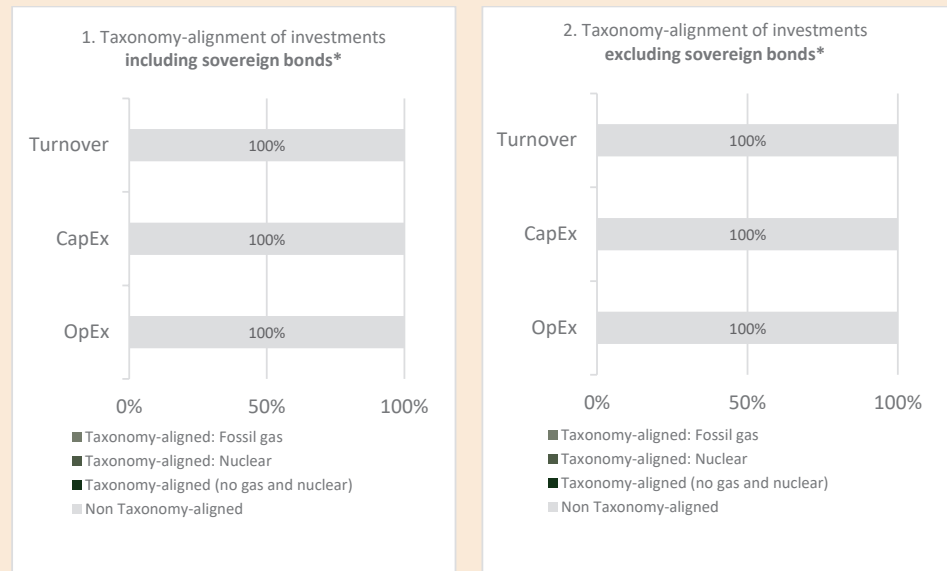 1. Taxonomy-alignment of investments
including sovereign bonds*
Turnover
100%
CapEx
100%
OpEx
100%
0%
50%
100%
Taxonomy-aligned: Fossil gas
Taxonomy-aligned: Nuclear
Taxonomy-aligned (no gas and nuclear)
Non Taxonomy-aligned
2. Taxonomy-alignment of investments
excluding sovereign bonds*
Turnover
100%
CapEx
100%
OpEx
100%
0%
50%
100%
Taxonomy-aligned: Fossil gas
Taxonomy-aligned: Nuclear
Taxonomy-aligned (no gas and nuclear)
Non Taxonomy-aligned